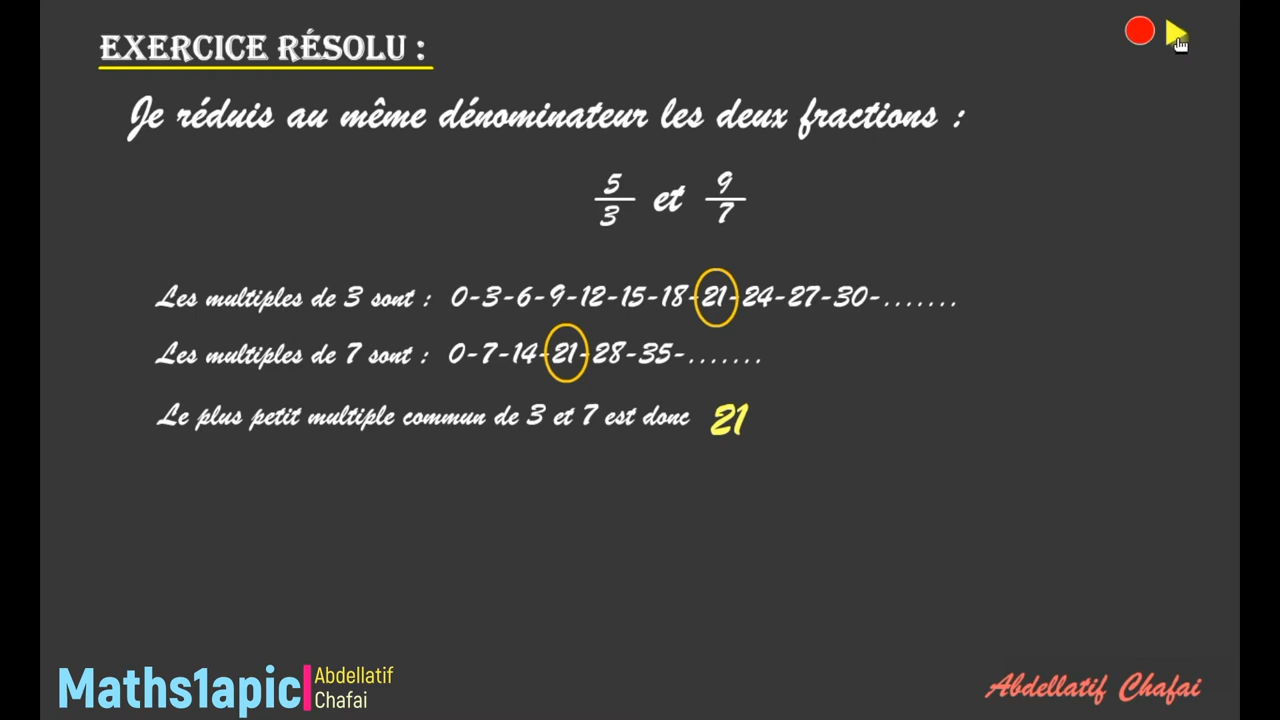 EXERCICE RÉSOLU :
Je réduis au même dénominateur les deux fractions :
5/3 et 9/7
Les multiples de 3 sont : 0-3-6-9-12-15-18-21-24-27-30-.......
Les multiples de 7 sont : 0-7-14-21-28-35-.......
Le plus petit multiple commun de 3 et 7 est donc 21
Maths1apic
Abdellatif
Chafai
Abdellatif Chafai